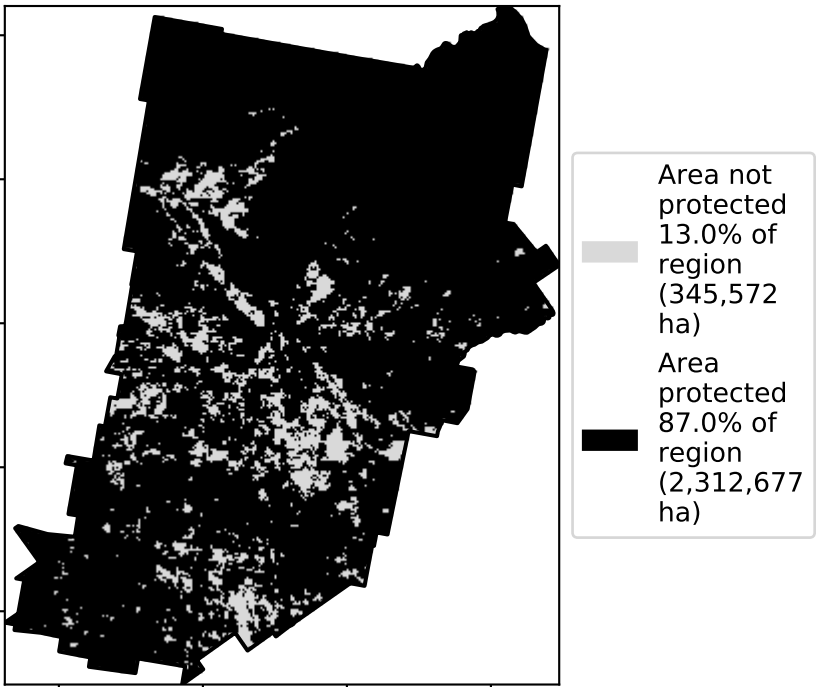 Area not
protected
13.0% of
region
(345,572
ha)
Area
protected
87.0% of
region
(2,312,677
ha)